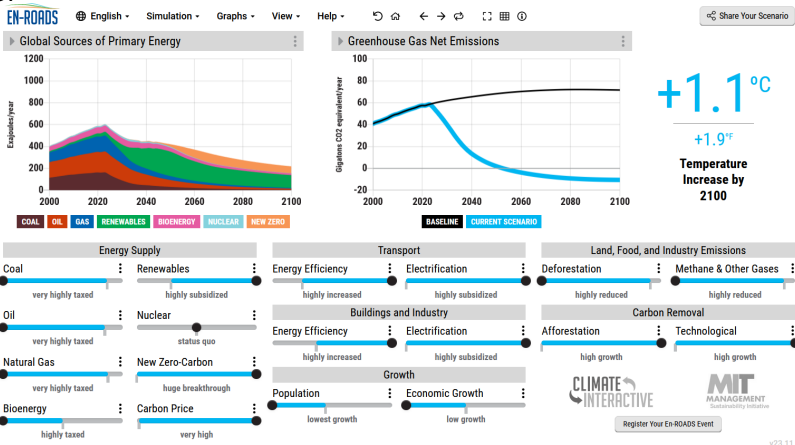 EN-ROADS English Simulation Graphs View Help Share Your Scenario
Global Sources of Primary Energy
Exajoules/year
1200
1000
800
600
400
200
0
2000 2020 2040 2060 2080 2100
COAL OIL GAS RENEWABLES BIOENERGY NUCLEAR NEW ZERO
Greenhouse Gas Net Emissions
Gigatons CO2 equivalent/year
100
80
60
40
20
0
-20
2000 2020 2040 2060 2080 2100
BASELINE CURRENT SCENARIO
+1.1°C
+1.9°F
Temperature
Increase by
2100
Energy Supply
Coal
very highly taxed
Renewables
highly subsidized
Oil
very highly taxed
Nuclear
status quo
Natural Gas
very highly taxed
New Zero-Carbon
huge breakthrough
Bioenergy
highly taxed
Carbon Price
very high
Transport
Energy Efficiency
highly increased
Electrification
highly subsidized
Buildings and Industry
Energy Efficiency
highly increased
Electrification
highly subsidized
Growth
Population
lowest growth
Economic Growth
low growth
Land, Food, and Industry Emissions
Deforestation
highly reduced
Methane & Other Gases
highly reduced
Carbon Removal
Afforestation
high growth
Technological
high growth
CLIMATE
INTERACTIVE
MIT
MANAGEMENT
Sustainability Initiative
Register Your En-ROADS Event
v23.11